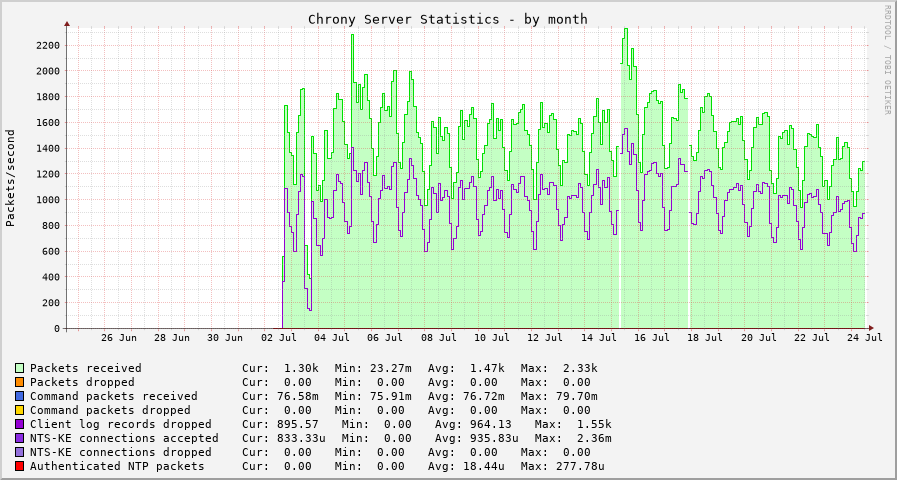 Chrony Server Statistics - by month
RRDTOOL / TOBI OETIKER
Packets/second
2200
2000
1800
1600
1400
1200
1000
800
600
400
200
0
26 Jun 28 Jun 30 Jun 02 Jul 04 Jul 06 Jul 08 Jul 10 Jul 12 Jul 14 Jul 16 Jul 18 Jul 20 Jul 22 Jul 24 Jul
Packets received Cur: 1.30k Min: 23.27m Avg: 1.47k Max: 2.33k
Packets dropped Cur: 0.00 Min: 0.00 Avg: 0.00 Max: 0.00
Command packets received Cur: 76.58m Min: 75.91m Avg: 76.72m Max: 79.70m
Command packets dropped Cur: 0.00 Min: 0.00 Avg: 0.00 Max: 0.00
Client log records dropped Cur: 895.57 Min: 0.00 Avg: 964.13 Max: 1.55k
NTS-KE connections accepted Cur: 833.33u Min: 0.00 Avg: 935.83u Max: 2.36m
NTS-KE connections dropped Cur: 0.00 Min: 0.00 Avg: 0.00 Max: 0.00
Authenticated NTP packets Cur: 0.00 Min: 0.00 Avg: 18.44u Max: 277.78u